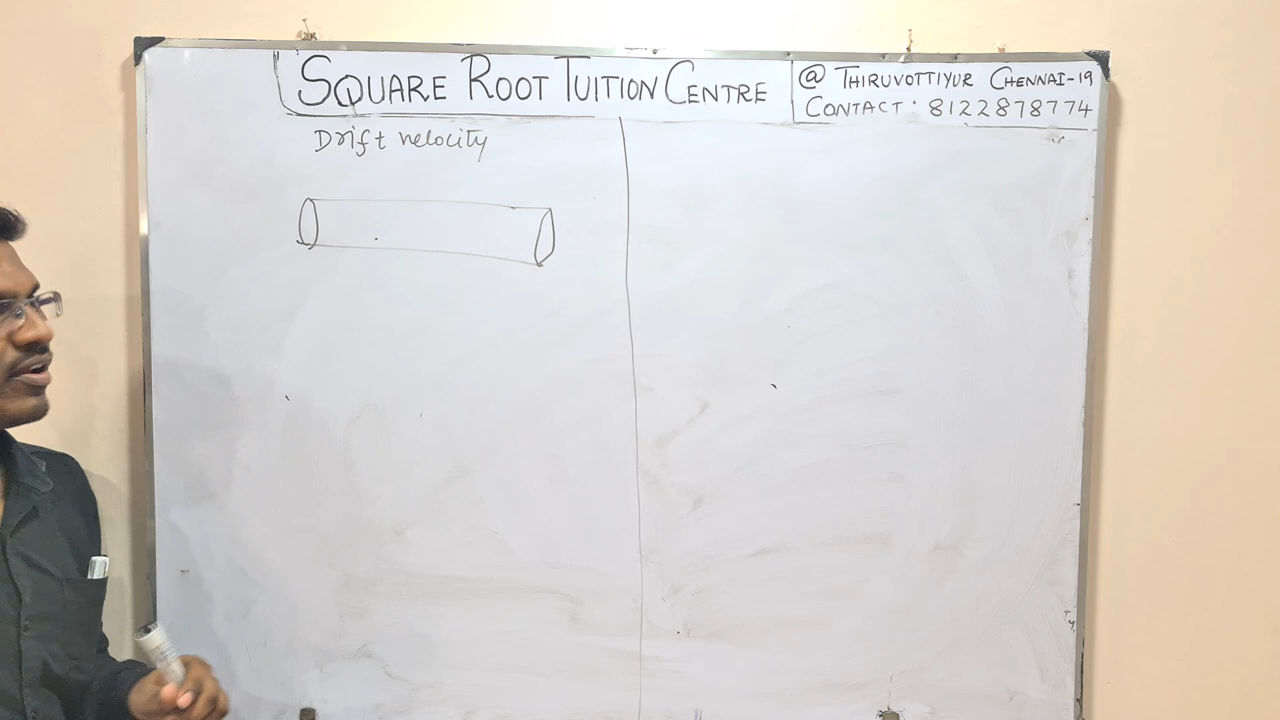 SQUARE ROOT TUITION CENTRE
@ THIRUVOTTIYUR CHENNAI-19
CONTACT: 8122878774
Drift velocity